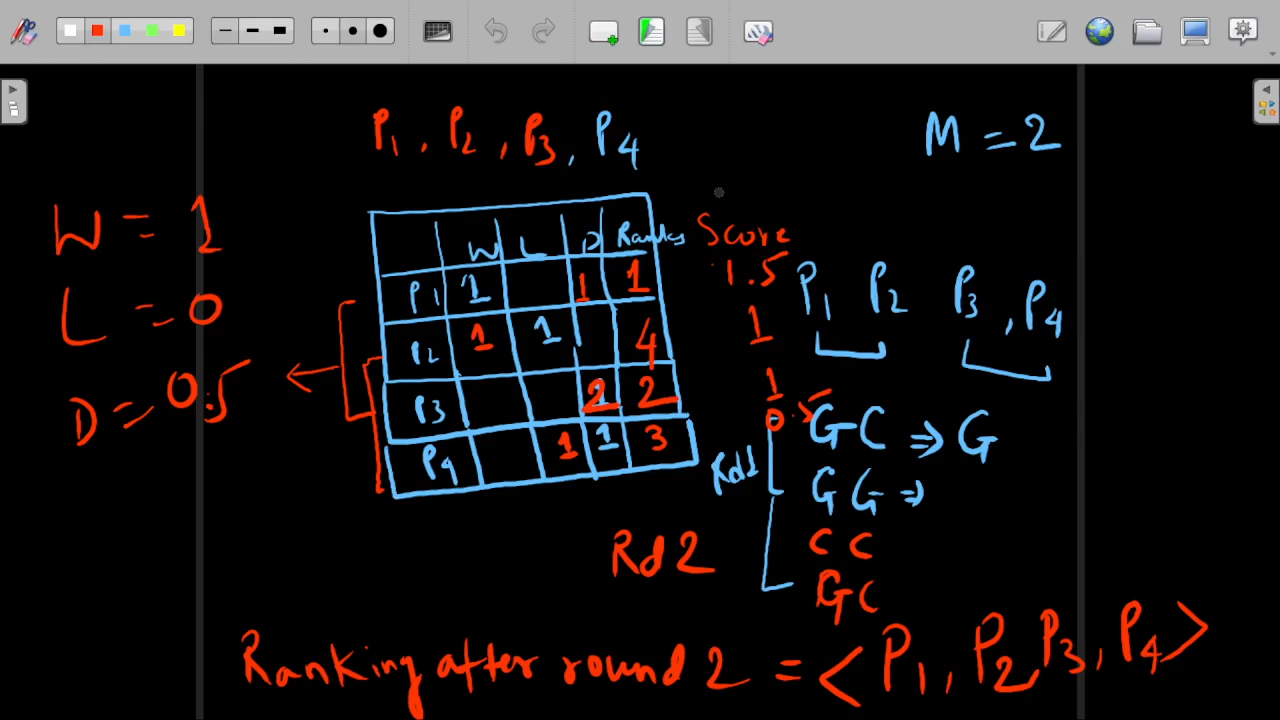 P1, P2, P3, P4
M = 2
W = 1
L = 0
D = 0.5
W L D Ranks Score
P1 1 1 1 1.5
P2 1 1 4 1
P3 2 2 1
P4 1 1 3 0.5
P1 P2 P3, P4
Rd1
GC ⇒ G
GG ⇒
CC
GC
Rd 2
Ranking after round 2 = < P1, P2, P3, P4 >